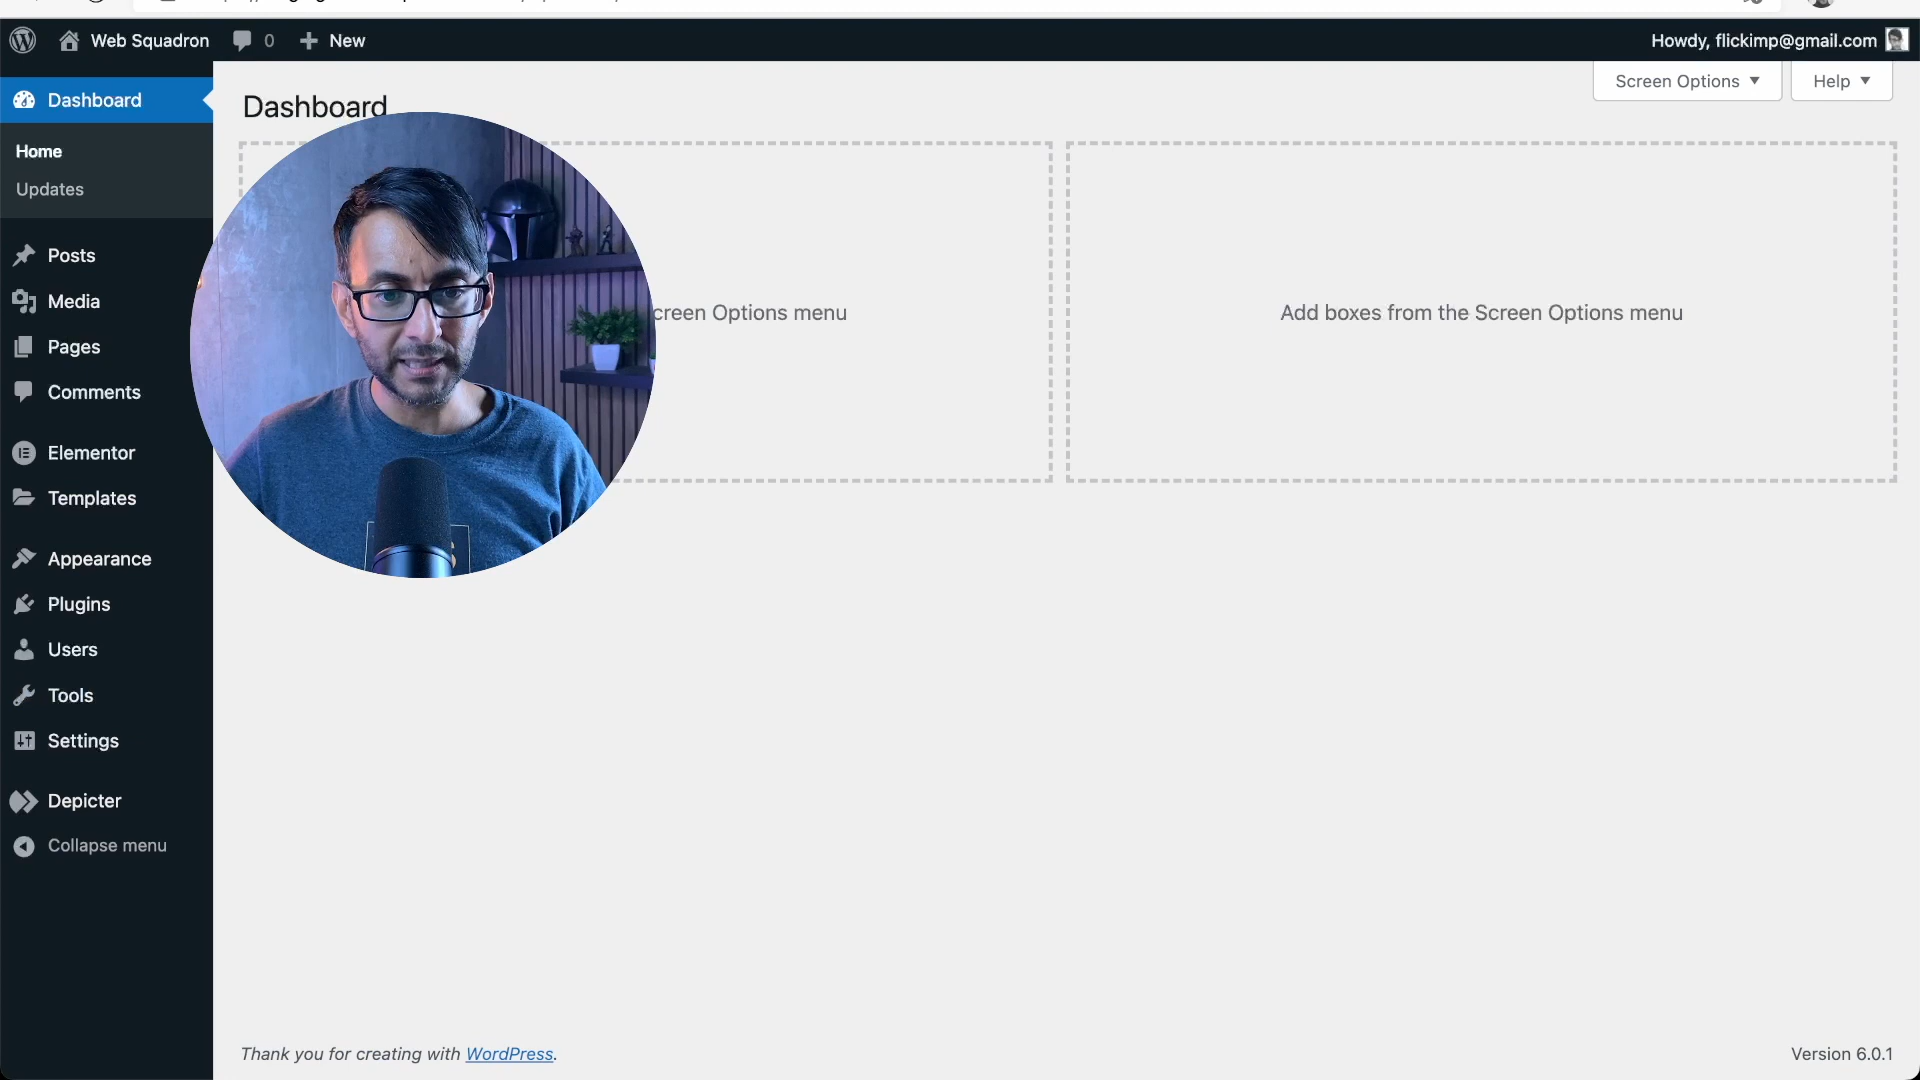 Web Squadron
0
New
Howdy, flickimp@gmail.com
Dashboard
Home
Updates
Posts
Media
Pages
Comments
Elementor
Templates
Appearance
Plugins
Users
Tools
Settings
Depicter
Collapse menu
Screen Options
Help
Dashboard
creen Options menu
Add boxes from the Screen Options menu
Thank you for creating with WordPress.
Version 6.0.1